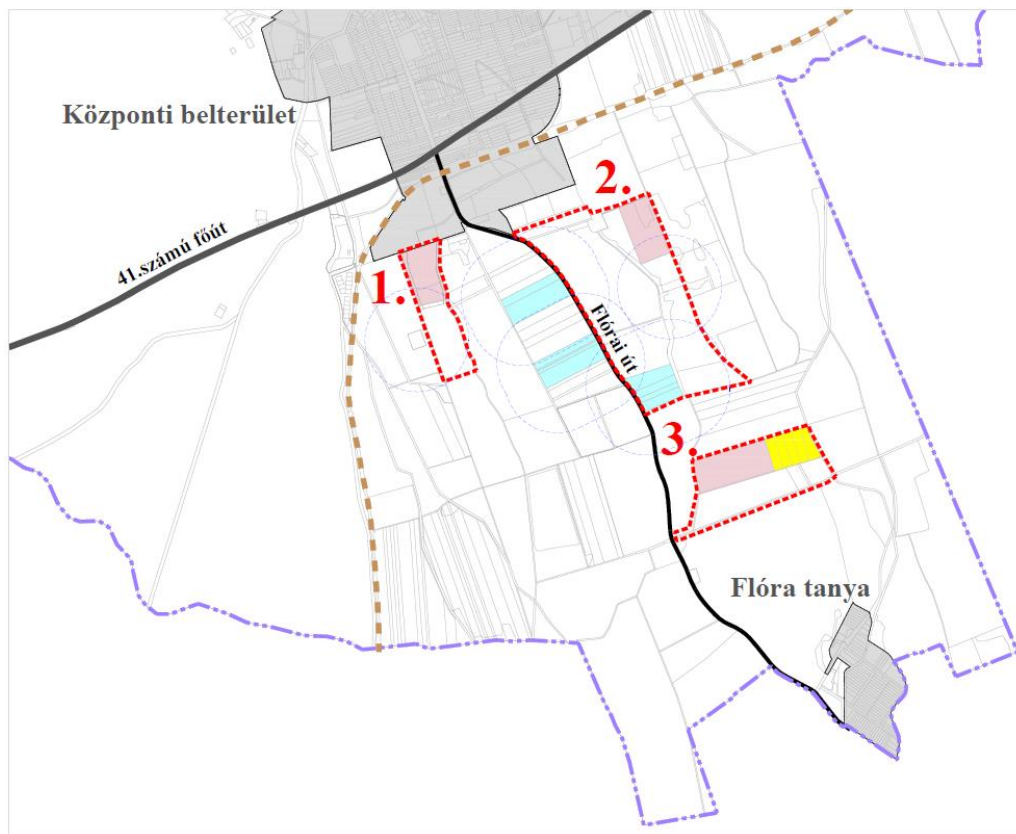 Központi belterület
41.számú főút
1.
2.
Flórai út
3.
Flóra tanya